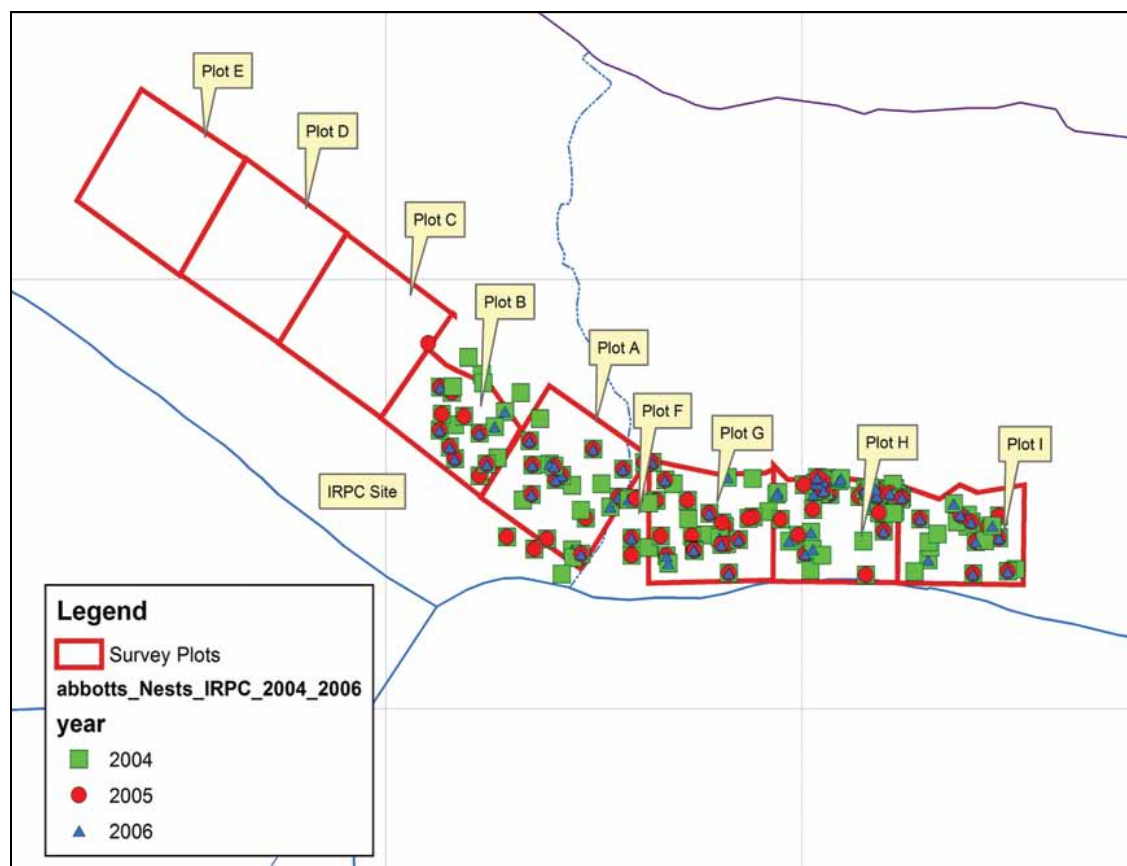 Plot E
Plot D
Plot C
Plot B
Plot A
Plot F
Plot G
Plot H
Plot I
IRPC Site
Legend
Survey Plots
abbotts_Nests_IRPC_2004_2006
year
2004
2005
2006